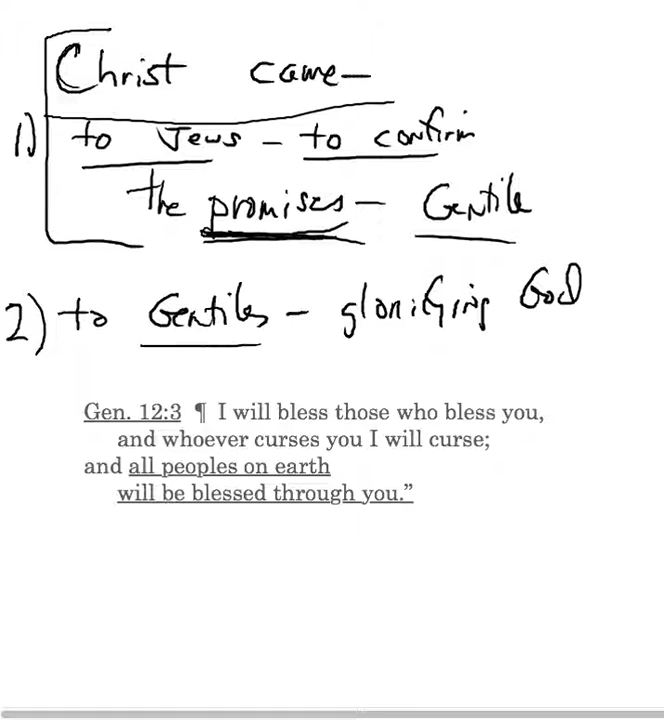 Christ came—
1) to Jews – to confirm
the promises – Gentile
2) to Gentiles – glorifying God
Gen. 12:3 ¶ I will bless those who bless you,
and whoever curses you I will curse;
and all peoples on earth
will be blessed through you.”